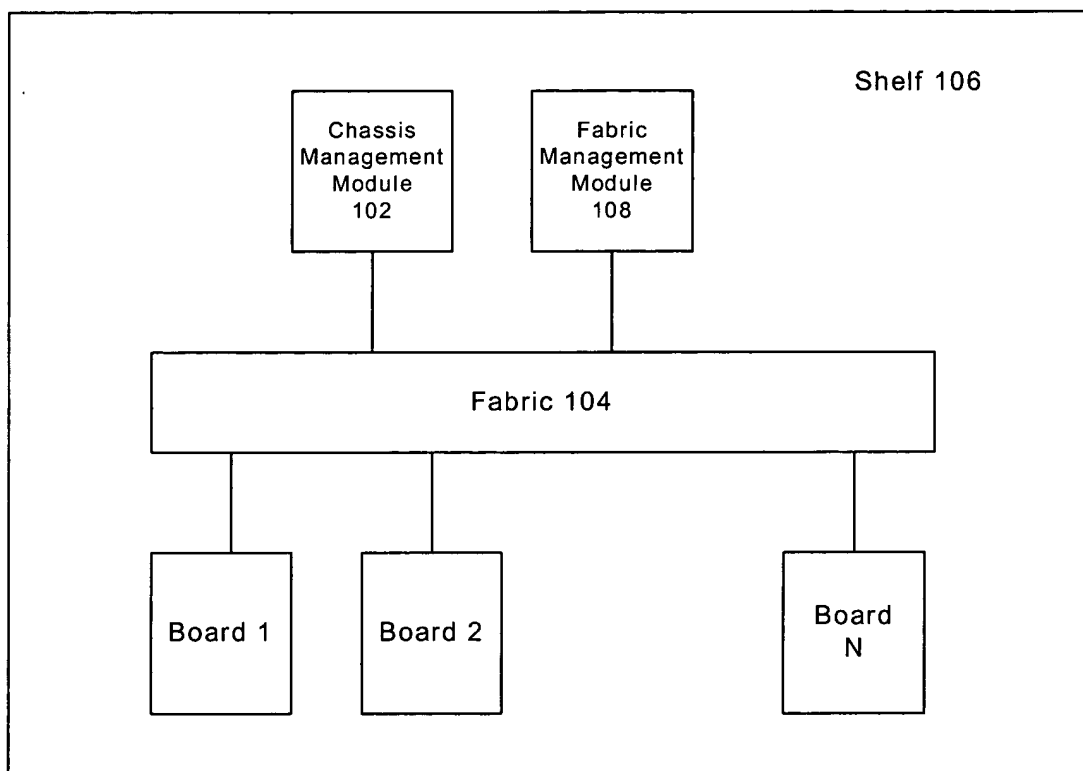 Shelf 106
Chassis
Management
Module
102
Fabric
Management
Module
108
Fabric 104
Board 1
Board 2
Board
N